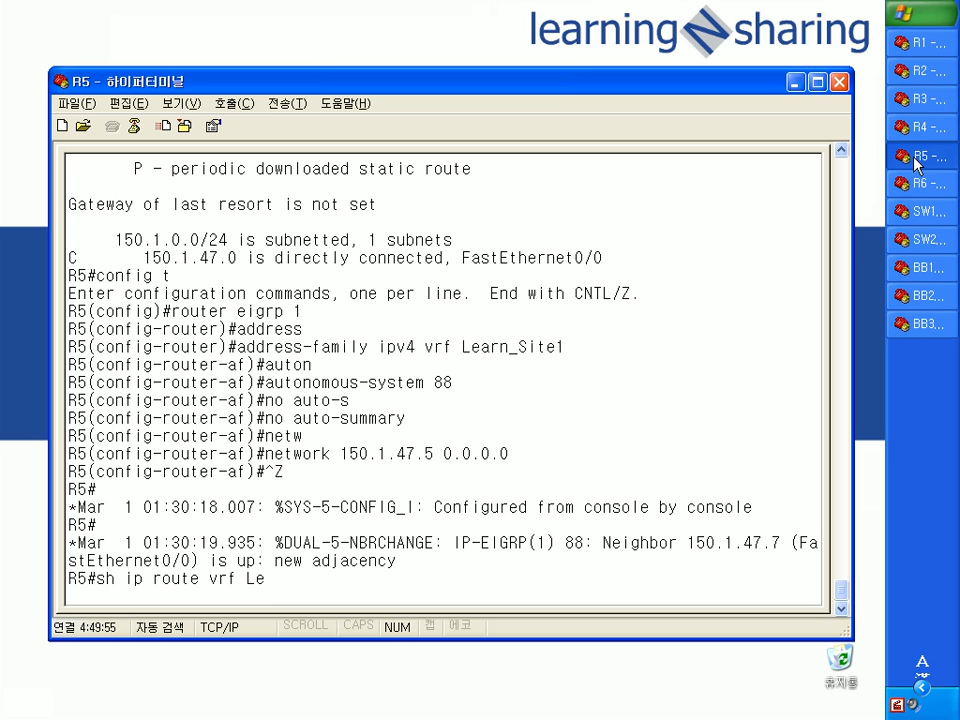 learning N sharing
R5 - 하이퍼터미널
파일(F) 편집(E) 보기(V) 호출(C) 전송(T) 도움말(H)
P - periodic downloaded static route
Gateway of last resort is not set
150.1.0.0/24 is subnetted, 1 subnets
C 150.1.47.0 is directly connected, FastEthernet0/0
R5#config t
Enter configuration commands, one per line. End with CNTL/Z.
R5(config)#router eigrp 1
R5(config-router)#address
R5(config-router)#address-family ipv4 vrf Learn_Site1
R5(config-router-af)#auton
R5(config-router-af)#autonomous-system 88
R5(config-router-af)#no auto-s
R5(config-router-af)#no auto-summary
R5(config-router-af)#netw
R5(config-router-af)#network 150.1.47.5 0.0.0.0
R5(config-router-af)#^Z
R5#
*Mar 1 01:30:18.007: %SYS-5-CONFIG_I: Configured from console by console
R5#
*Mar 1 01:30:19.935: %DUAL-5-NBRCHANGE: IP-EIGRP(1) 88: Neighbor 150.1.47.7 (Fa
stEthernet0/0) is up: new adjacency
R5#sh ip route vrf Le
연결 4:49:55 자동 검색 TCP/IP SCROLL CAPS NUM 캡 에코
휴지통
R1 -...
R2 -...
R3 -...
R4 -...
R5 -...
R6 -...
SW1...
SW2...
BB1...
BB2...
BB3...
A